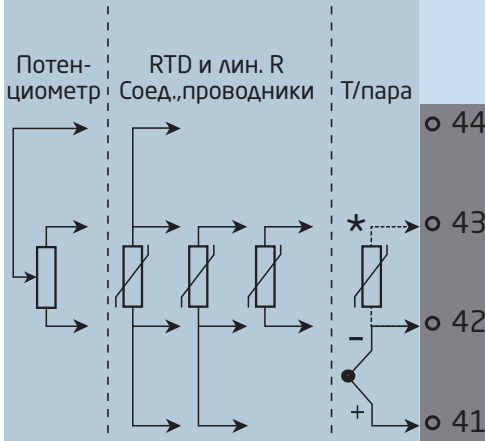 Потен-
циометр
RTD и лин. R
Соед.,проводники
Т/пара
44
*
43
42
–
+
41